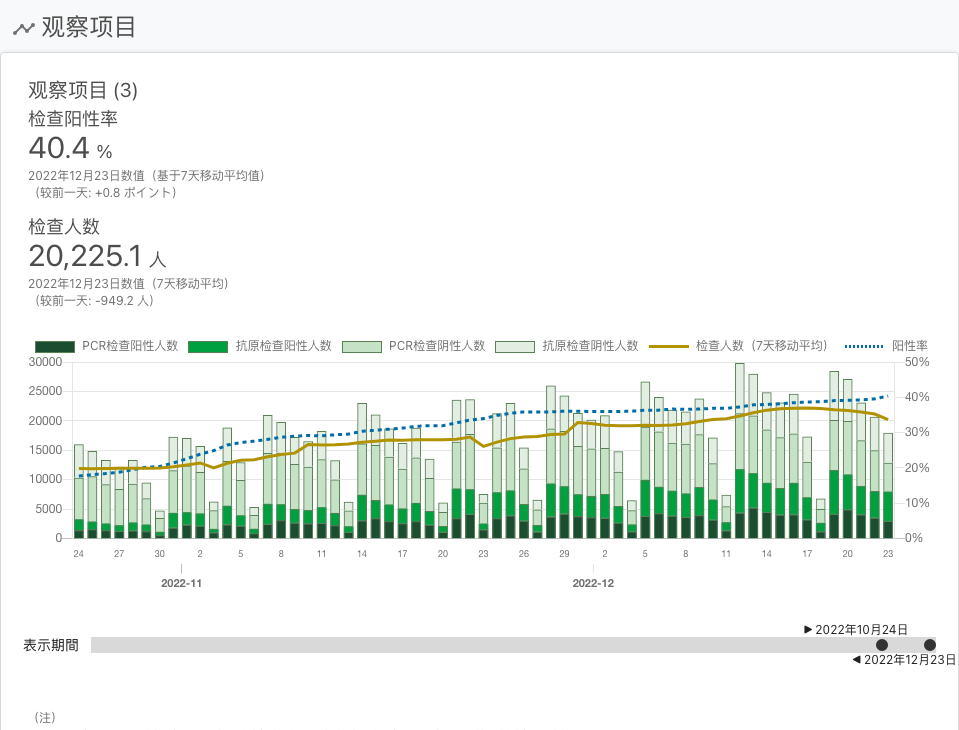 观察项目
观察项目 (3)
检查阳性率
40.4 %
2022年12月23日数值（基于7天移动平均值）
（较前一天: +0.8 ポイント）
检查人数
20,225.1 人
2022年12月23日数值（7天移动平均）
（较前一天: -949.2 人）
PCR检查阳性人数 抗原检查阳性人数 PCR检查阴性人数 抗原检查阴性人数 检查人数（7天移动平均） 阳性率
30000 50%
25000 40%
20000 30%
15000 20%
10000 10%
5000 0%
0
24 27 30 2 5 8 11 14 17 20 23 26 29 2 5 8 11 14 17 20 23
2022-11 2022-12
▶ 2022年10月24日
表示期間
◀ 2022年12月23日
（注）